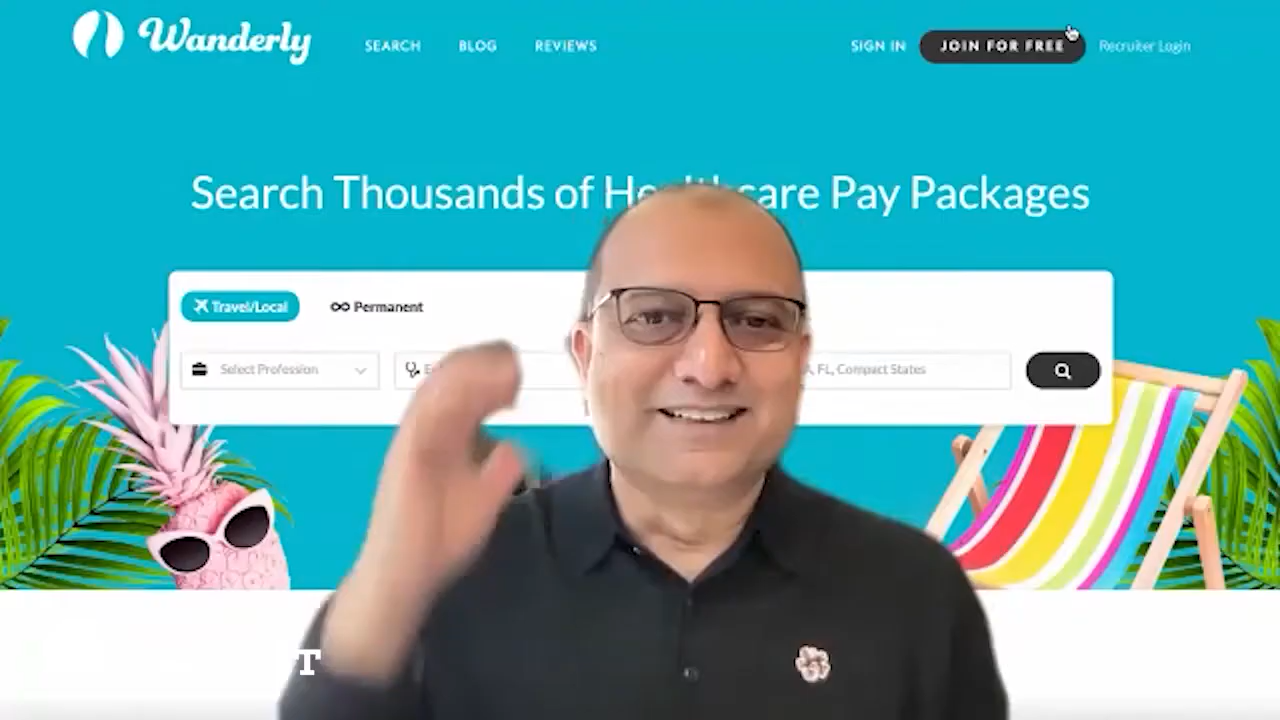 Wanderly
SEARCH BLOG REVIEWS
SIGN IN JOIN FOR FREE Recruiter Login
Search Thousands of Pay Packages
Travel/Local Permanent
Select Profession FL, Compact States
T